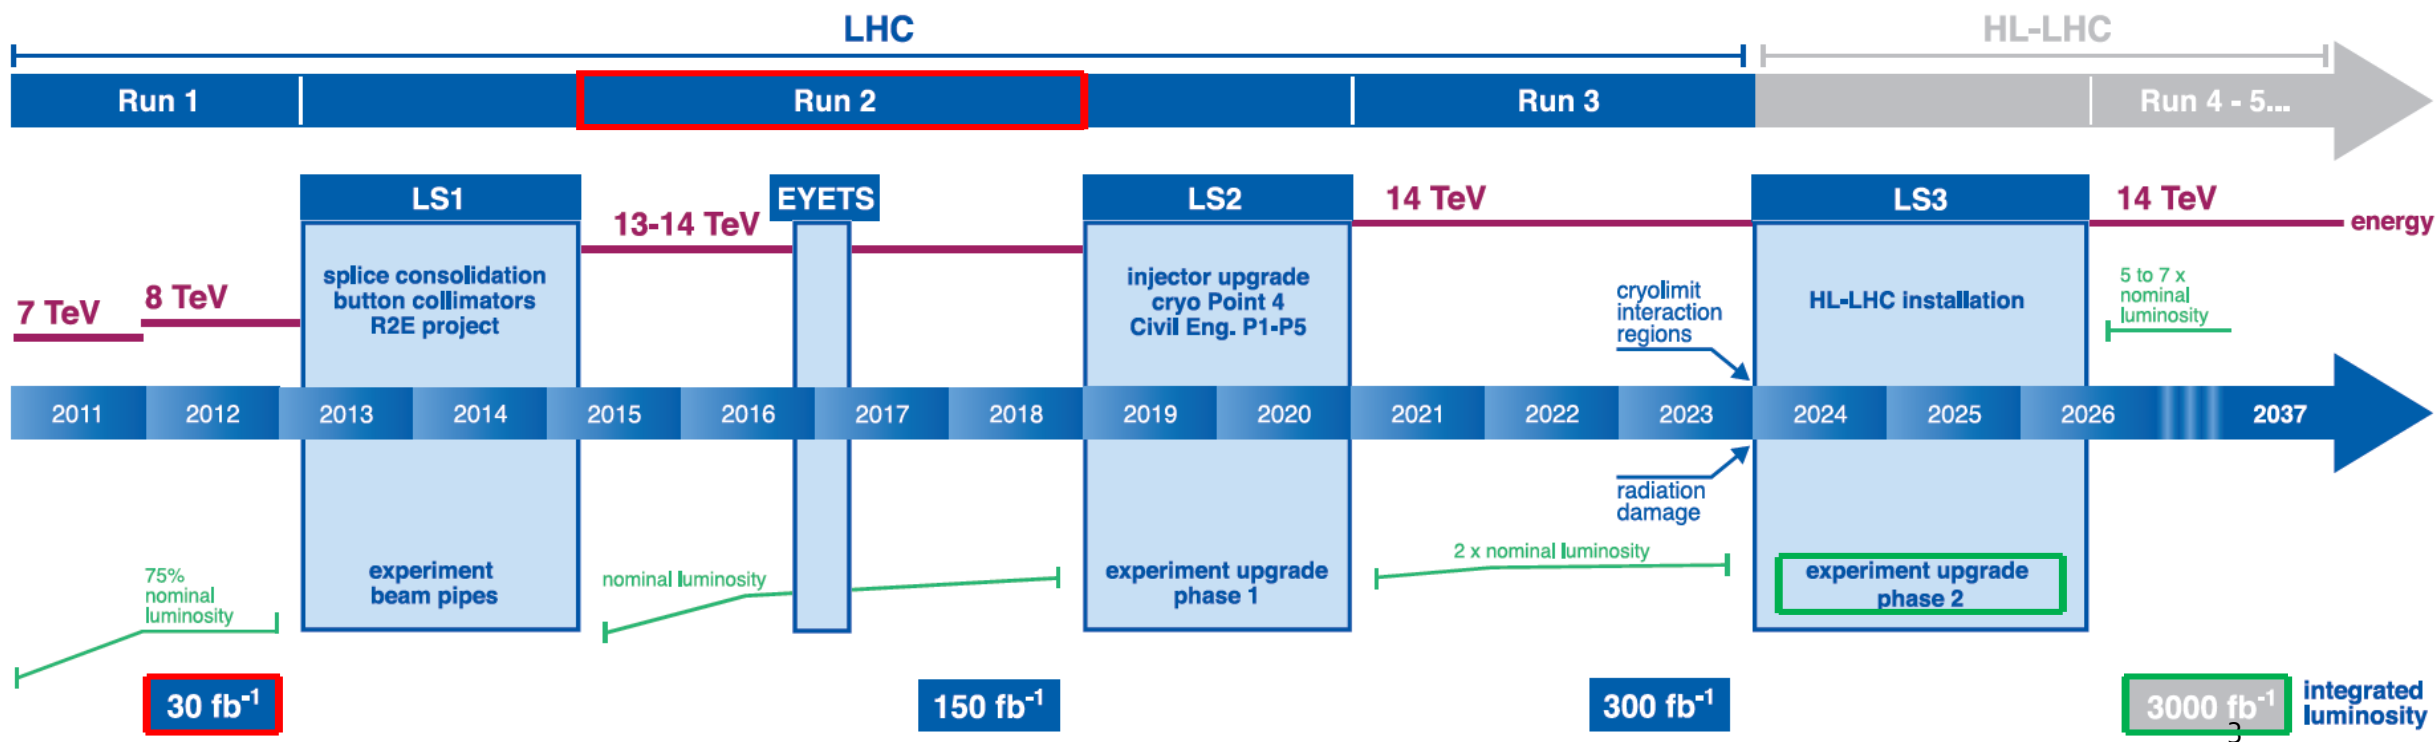 LHC
HL-LHC
Run 1
Run 2
Run 3
Run 4 - 5...
LS1
EYETS
LS2
LS3
7 TeV
8 TeV
13-14 TeV
14 TeV
14 TeV
energy
splice consolidation
button collimators
R2E project
injector upgrade
cryo Point 4
Civil Eng. P1-P5
cryolimit
interaction
regions
HL-LHC installation
5 to 7 x
nominal
luminosity
2011
2012
2013
2014
2015
2016
2017
2018
2019
2020
2021
2022
2023
2024
2025
2026
2037
radiation
damage
75%
nominal
luminosity
experiment
beam pipes
nominal luminosity
experiment upgrade
phase 1
2 x nominal luminosity
experiment upgrade
phase 2
30 fb⁻¹
150 fb⁻¹
300 fb⁻¹
3000 fb⁻¹
integrated
luminosity
3